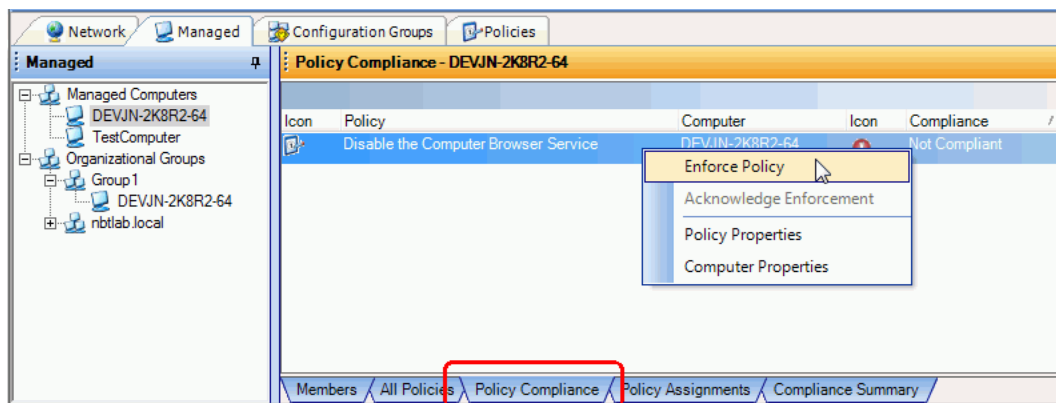 Network Managed Configuration Groups Policies
Managed
Policy Compliance - DEVJN-2K8R2-64
Managed Computers
DEVJN-2K8R2-64
TestComputer
Organizational Groups
Group1
DEVJN-2K8R2-64
nbtlab.local
Icon Policy Computer Icon Compliance
Disable the Computer Browser Service DEVJN-2K8R2-64 Not Compliant
Enforce Policy
Acknowledge Enforcement
Policy Properties
Computer Properties
Members All Policies Policy Compliance Policy Assignments Compliance Summary